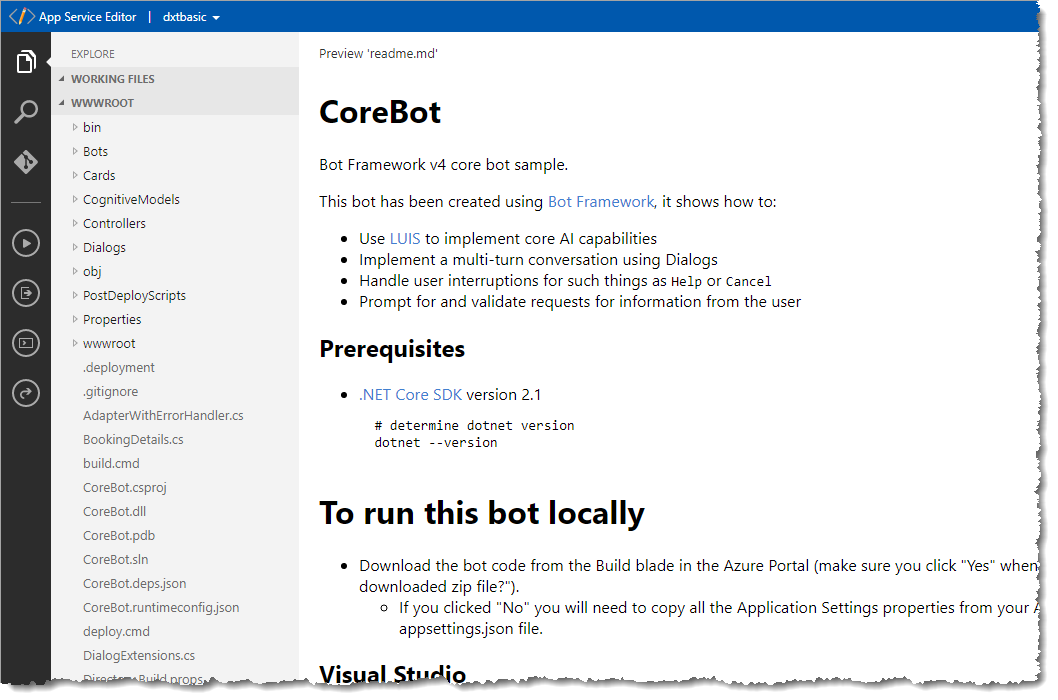 App Service Editor | dxtbasic
EXPLORE
WORKING FILES
WWWROOT
bin
Bots
Cards
CognitiveModels
Controllers
Dialogs
obj
PostDeployScripts
Properties
wwwroot
.deployment
.gitignore
AdapterWithErrorHandler.cs
BookingDetails.cs
build.cmd
CoreBot.csproj
CoreBot.dll
CoreBot.pdb
CoreBot.sln
CoreBot.deps.json
CoreBot.runtimeconfig.json
deploy.cmd
DialogExtensions.cs
Directory.Build.props
Preview 'readme.md'
CoreBot
Bot Framework v4 core bot sample.
This bot has been created using Bot Framework, it shows how to:
• Use LUIS to implement core AI capabilities
• Implement a multi-turn conversation using Dialogs
• Handle user interruptions for such things as Help or Cancel
• Prompt for and validate requests for information from the user
Prerequisites
• .NET Core SDK version 2.1
# determine dotnet version
dotnet --version
To run this bot locally
• Download the bot code from the Build blade in the Azure Portal (make sure you click "Yes" when
downloaded zip file?").
○ If you clicked "No" you will need to copy all the Application Settings properties from your
appsettings.json file.
Visual Studio